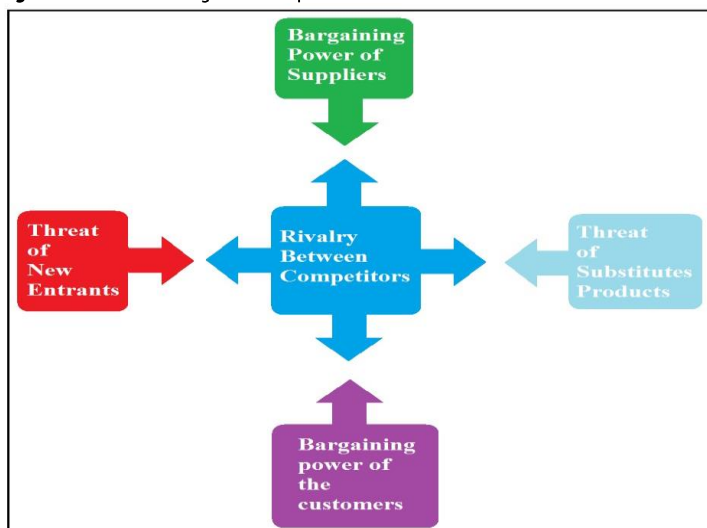 Bargaining
Power of
Suppliers
Threat
of
New
Entrants
Rivalry
Between
Competitors
Threat
of
Substitutes
Products
Bargaining
power of
the
customers